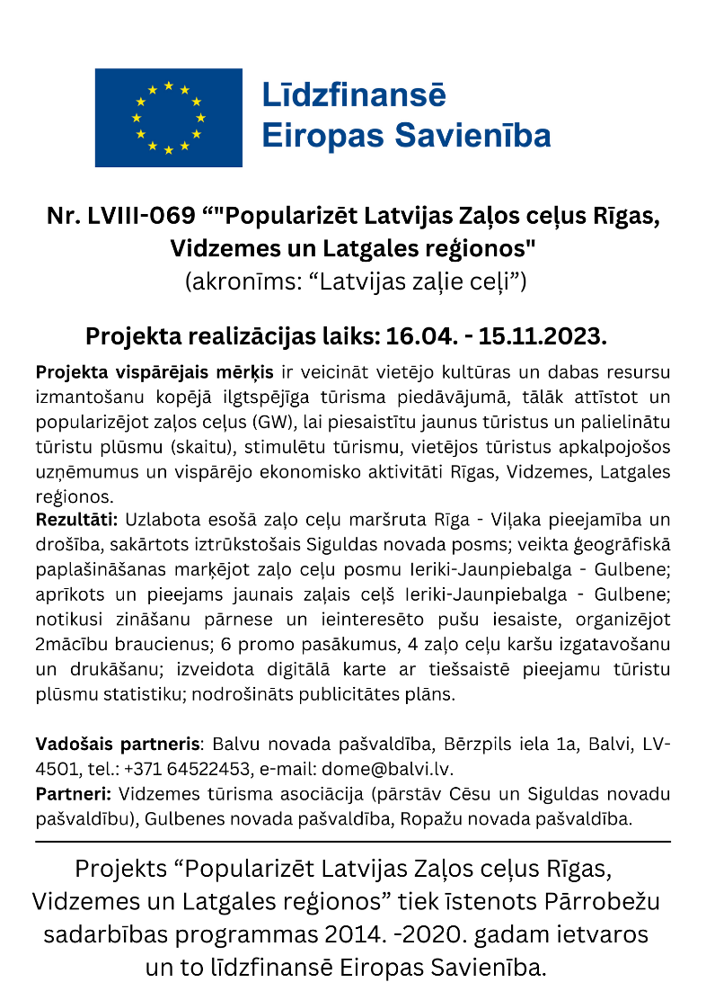 Līdzfinansē
Eiropas Savienība
Nr. LVIII-069 “"Popularizēt Latvijas Zaļos ceļus Rīgas,
Vidzemes un Latgales reģionos"
(akronīms: “Latvijas zaļie ceļi”)
Projekta realizācijas laiks: 16.04. - 15.11.2023.
Projekta vispārējais mērķis ir veicināt vietējo kultūras un dabas resursu
izmantošanu kopējā ilgtspējīga tūrisma piedāvājumā, tālāk attīstot un
popularizējot zaļos ceļus (GW), lai piesaistītu jaunus tūristus un palielinātu
tūristu plūsmu (skaitu), stimulētu tūrismu, vietējos tūristus apkalpojošos
uzņēmumus un vispārējo ekonomisko aktivitāti Rīgas, Vidzemes, Latgales
reģionos.
Rezultāti: Uzlabota esošā zaļo ceļu maršruta Rīga - Viļaka pieejamība un
drošība, sakārtots iztrūkstošais Siguldas novada posms; veikta ģeogrāfiskā
paplašināšanas marķējot zaļo ceļu posmu Ieriki-Jaunpiebalga - Gulbene;
aprīkots un pieejams jaunais zaļais ceļš Ieriki-Jaunpiebalga - Gulbene;
notikusi zināšanu pārnese un ieinteresēto pušu iesaiste, organizējot
2mācību braucienus; 6 promo pasākumus, 4 zaļo ceļu karšu izgatavošanu
un drukāšanu; izveidota digitālā karte ar tiešsaistē pieejamu tūristu
plūsmu statistiku; nodrošināts publicitātes plāns.
Vadošais partneris: Balvu novada pašvaldība, Bērzpils iela 1a, Balvi, LV-
4501, tel.: +371 64522453, e-mail: dome@balvi.lv.
Partneri: Vidzemes tūrisma asociācija (pārstāv Cēsu un Siguldas novadu
pašvaldību), Gulbenes novada pašvaldība, Ropažu novada pašvaldība.
Projekts “Popularizēt Latvijas Zaļos ceļus Rīgas,
Vidzemes un Latgales reģionos” tiek īstenots Pārrobežu
sadarbības programmas 2014. -2020. gadam ietvaros
un to līdzfinansē Eiropas Savienība.